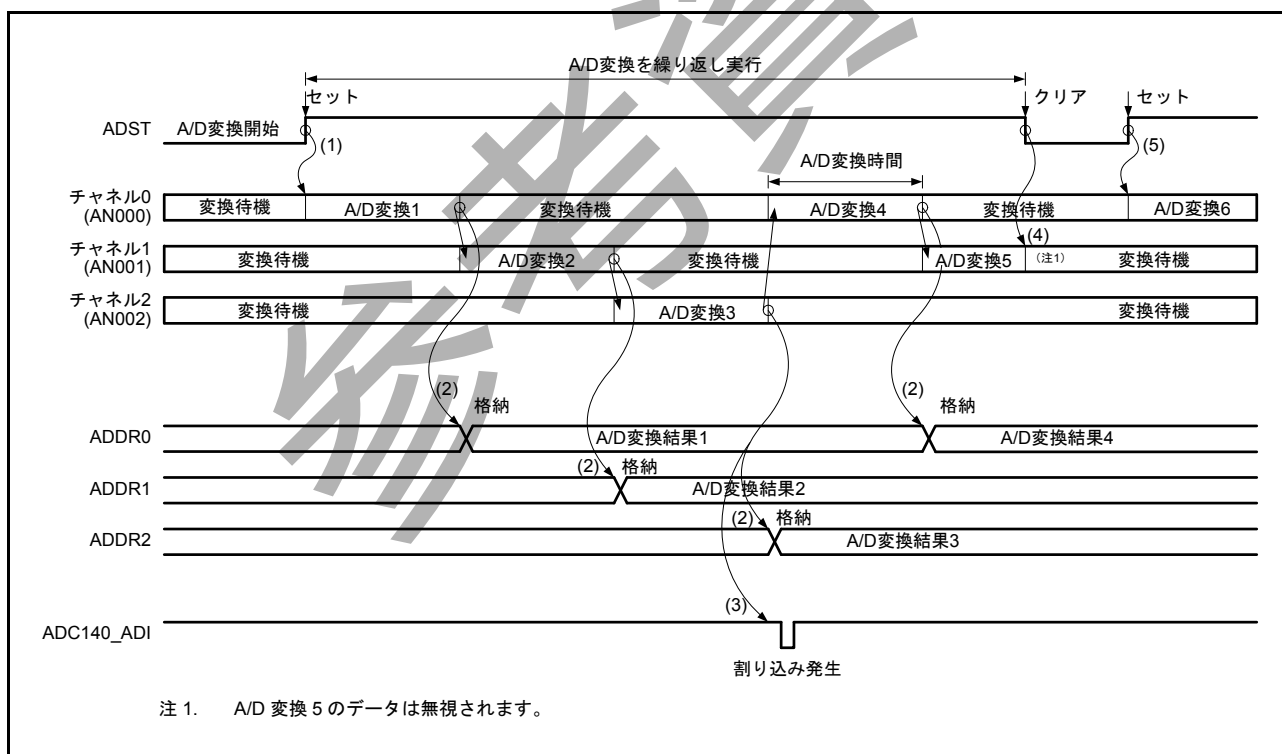 A/D変換を繰り返し実行
セット
クリア
セット
ADST
A/D変換開始
(1)
(5)
A/D変換時間
チャネル0
(AN000)
変換待機
A/D変換1
変換待機
A/D変換4
変換待機
A/D変換6
チャネル1
(AN001)
変換待機
A/D変換2
変換待機
A/D変換5
(4)
(注1)
変換待機
チャネル2
(AN002)
変換待機
A/D変換3
変換待機
(2)
格納
(2)
格納
ADDR0
A/D変換結果1
A/D変換結果4
(2)
格納
ADDR1
A/D変換結果2
(2)
格納
ADDR2
A/D変換結果3
(3)
ADC140_ADI
割り込み発生
注 1. A/D 変換 5 のデータは無視されます。
参考資